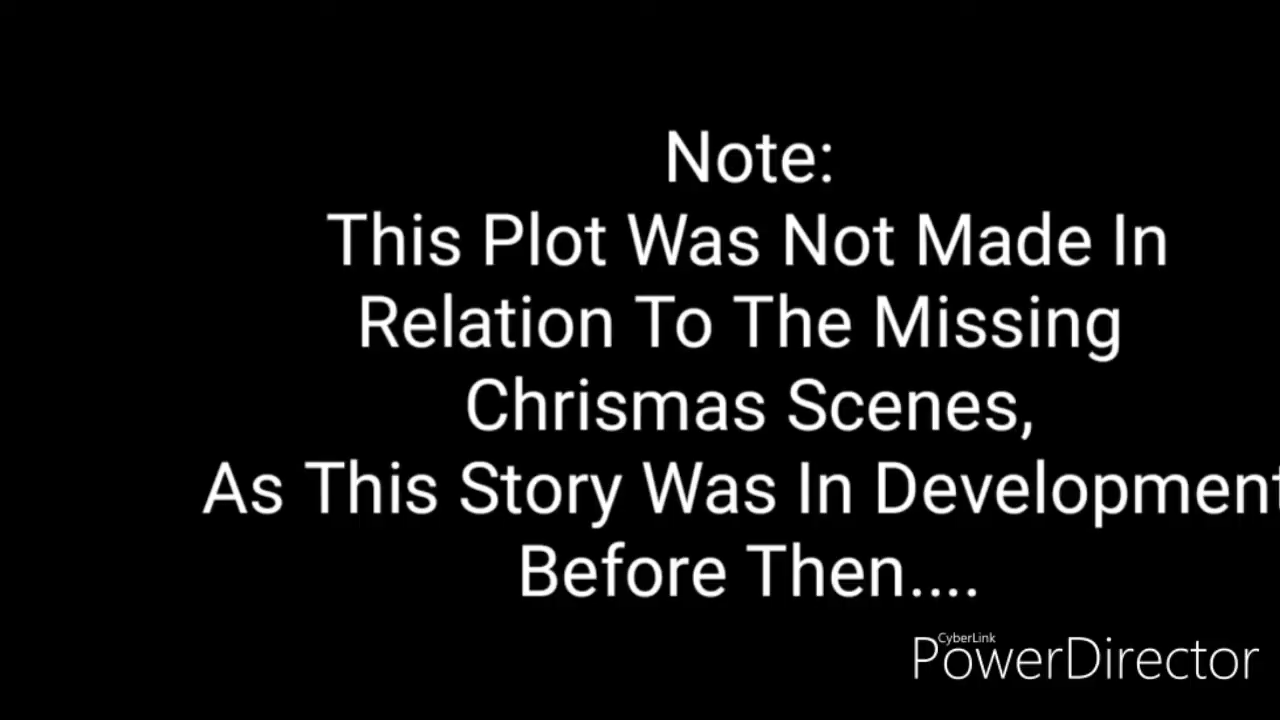 Note:
This Plot Was Not Made In
Relation To The Missing
Chrismas Scenes,
As This Story Was In Development
Before Then....
CyberLink
PowerDirector